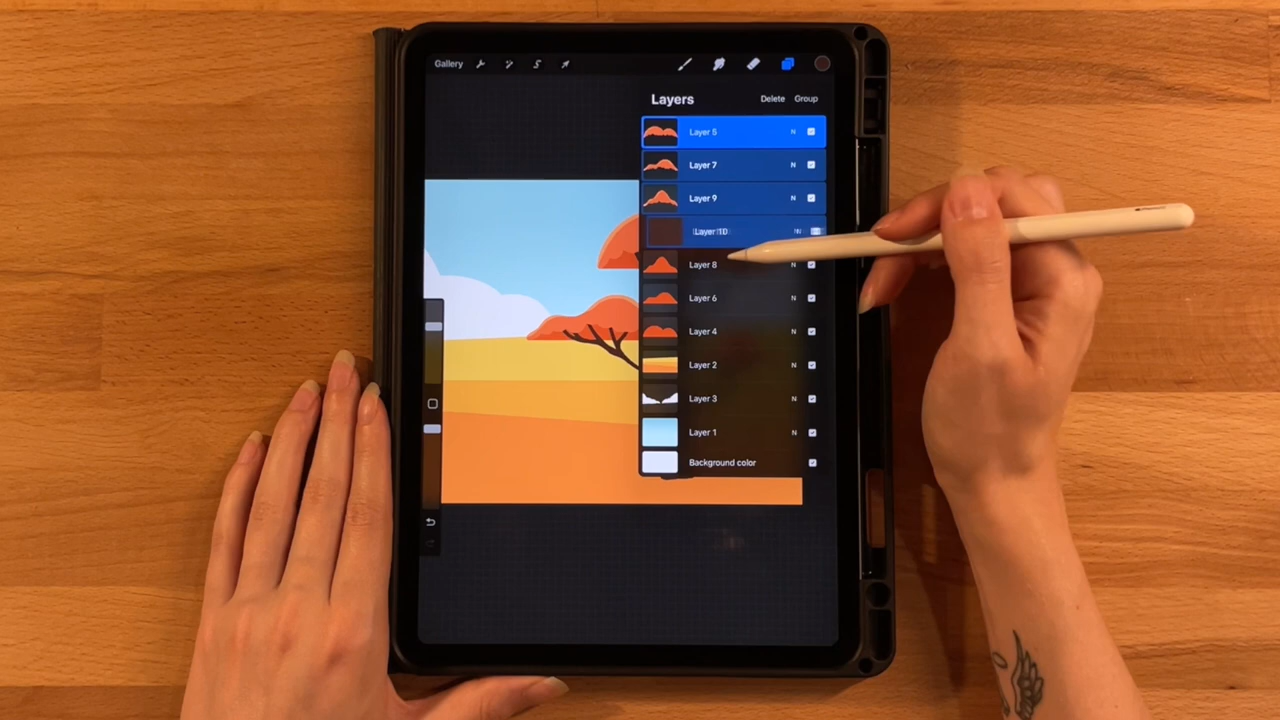 Gallery
Layers Delete Group
Layer 5 N
Layer 7 N
Layer 9 N
Layer 10
Layer 8 N
Layer 6 N
Layer 4 N
Layer 2 N
Layer 3 N
Layer 1 N
Background color